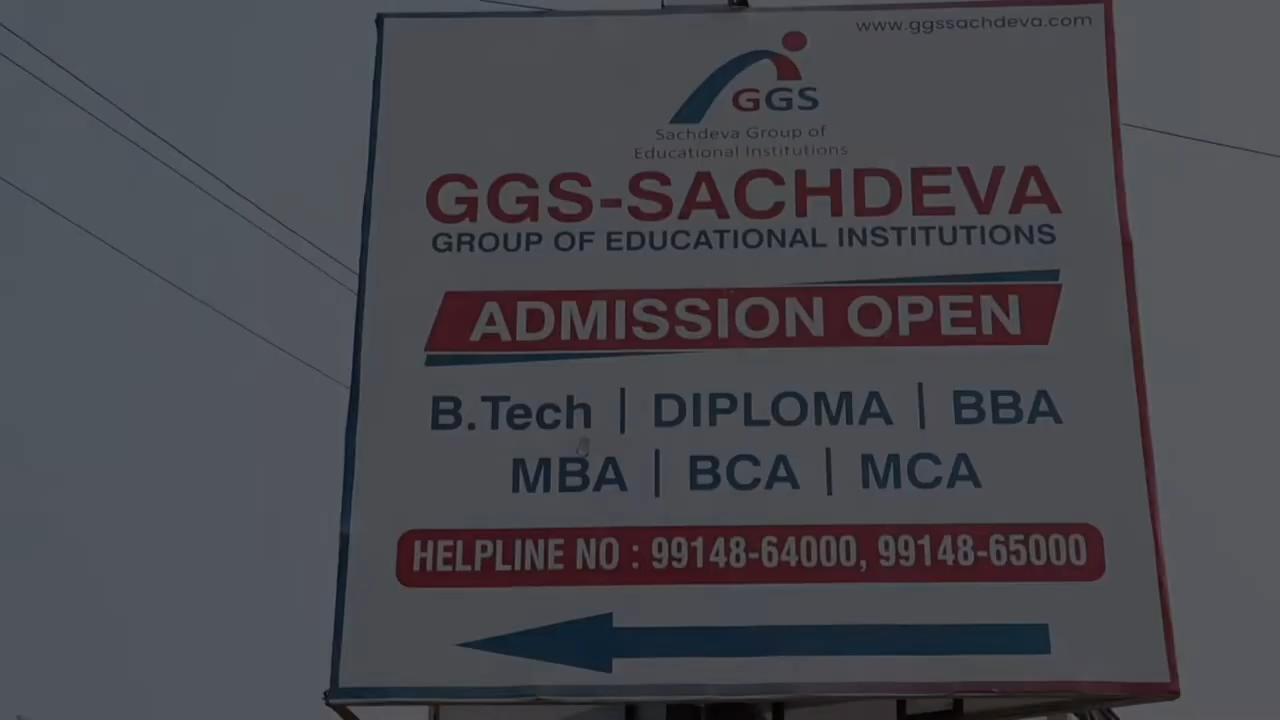 www.ggssachdeva.com
GGS
Sachdeva Group of
Educational Institutions
GGS-SACHDEVA
GROUP OF EDUCATIONAL INSTITUTIONS
ADMISSION OPEN
B.Tech | DIPLOMA | BBA
MBA | BCA | MCA
HELPLINE NO : 99148-64000, 99148-65000